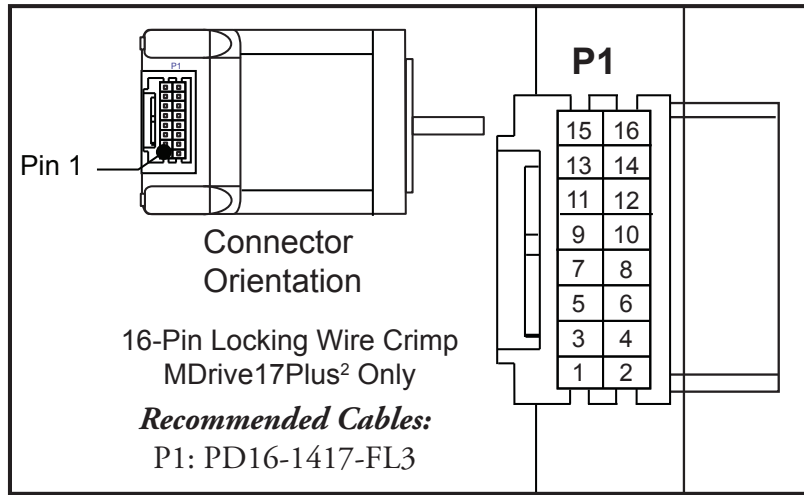 P1
Pin 1
Connector
Orientation
16-Pin Locking Wire Crimp
MDrive17Plus² Only
Recommended Cables:
P1: PD16-1417-FL3
P1
15 16
13 14
11 12
9 10
7 8
5 6
3 4
1 2